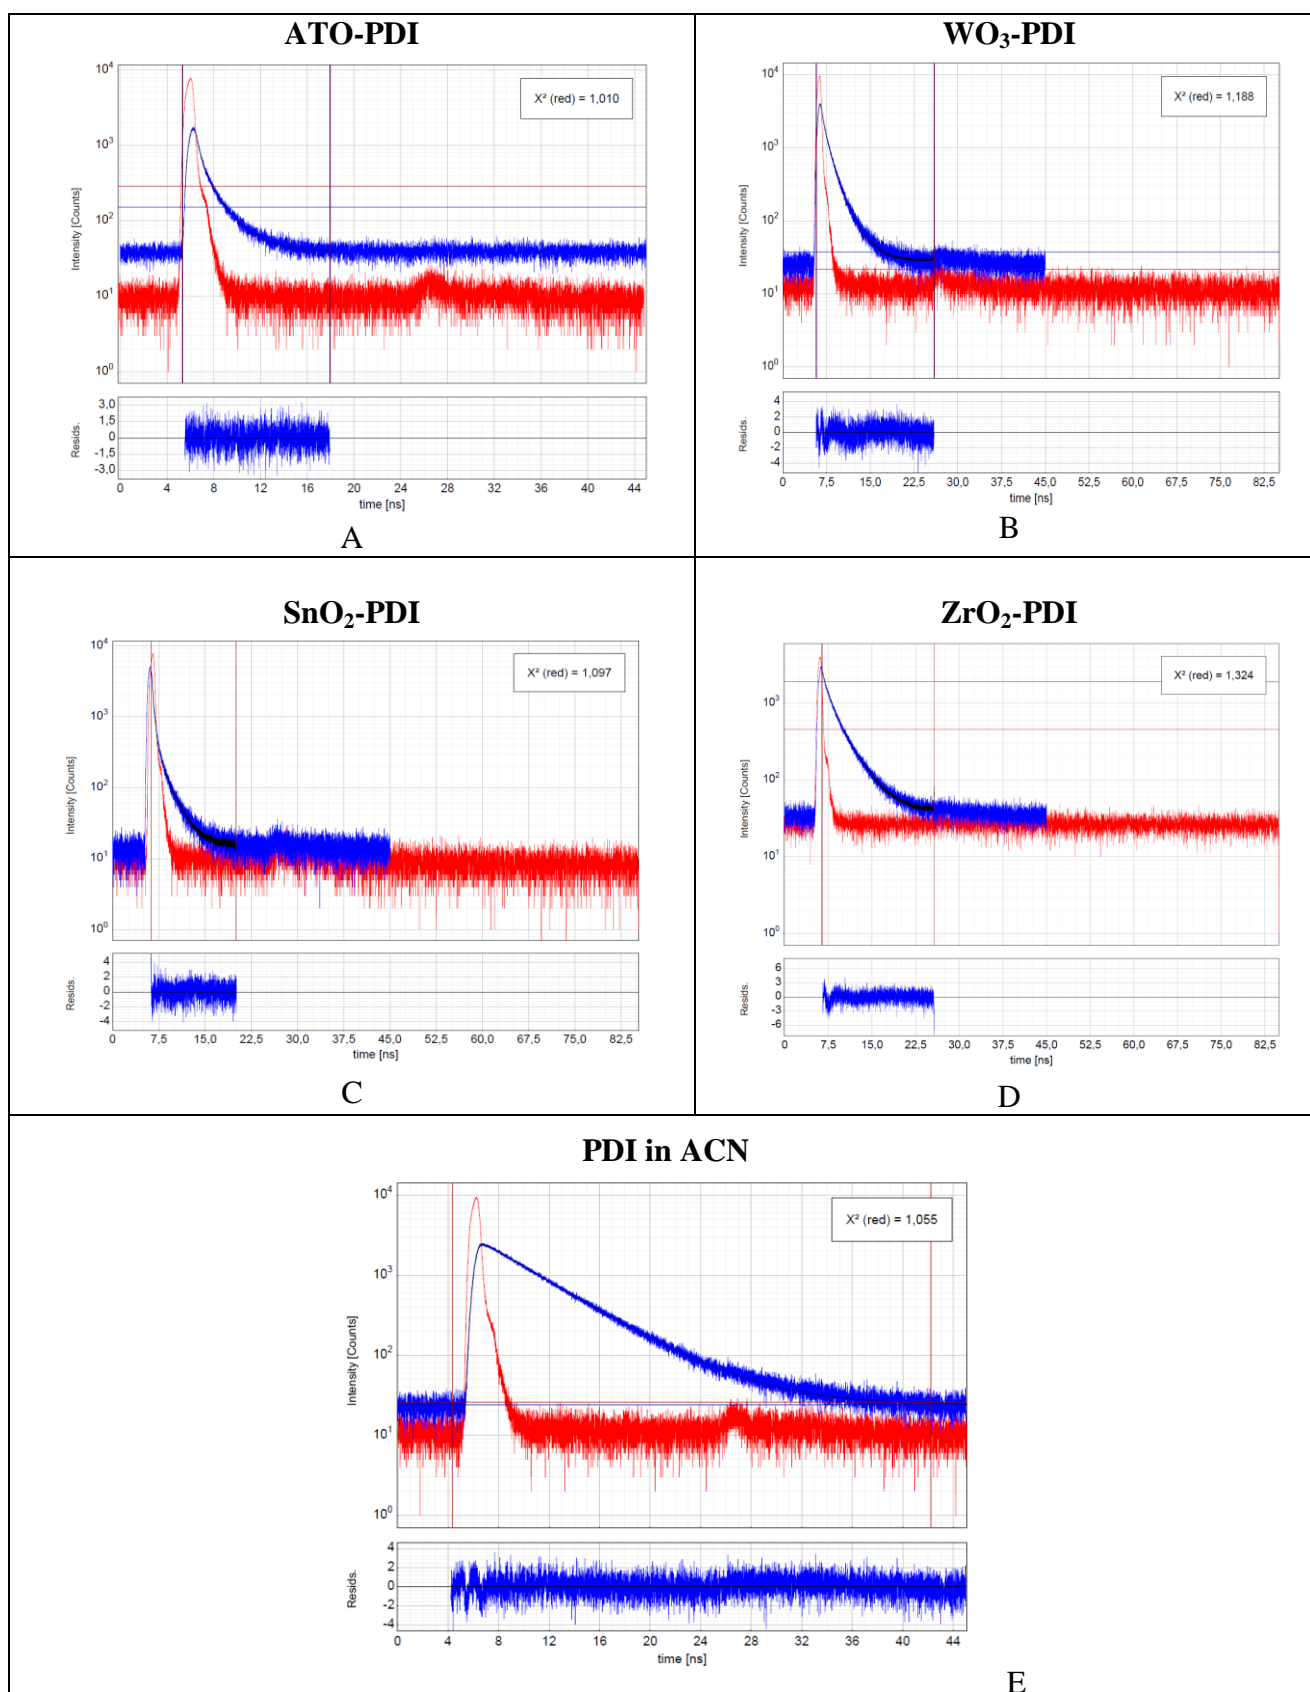 ATO-PDI
10⁴
10³
10²
10¹
10⁰
Intensity [Counts]
X² (red) = 1,010
3,0
1,5
0
-1,5
-3,0
Resids.
0 4 8 12 16 20 24 28 32 36 40 44
time [ns]
A
WO₃-PDI
10⁴
10³
10²
10¹
10⁰
Intensity [Counts]
X² (red) = 1,188
4
2
0
-2
-4
Resids.
0 7,5 15,0 22,5 30,0 37,5 45,0 52,5 60,0 67,5 75,0 82,5
time [ns]
B
SnO₂-PDI
10⁴
10³
10²
10¹
10⁰
Intensity [Counts]
X² (red) = 1,097
4
2
0
-2
-4
Resids.
0 7,5 15,0 22,5 30,0 37,5 45,0 52,5 60,0 67,5 75,0 82,5
time [ns]
C
ZrO₂-PDI
10³
10²
10¹
10⁰
Intensity [Counts]
X² (red) = 1,324
6
3
0
-3
-6
Resids.
0 7,5 15,0 22,5 30,0 37,5 45,0 52,5 60,0 67,5 75,0 82,5
time [ns]
D
PDI in ACN
10⁴
10³
10²
10¹
10⁰
Intensity [Counts]
X² (red) = 1,055
4
2
0
-2
-4
Resids.
0 4 8 12 16 20 24 28 32 36 40 44
time [ns]
E